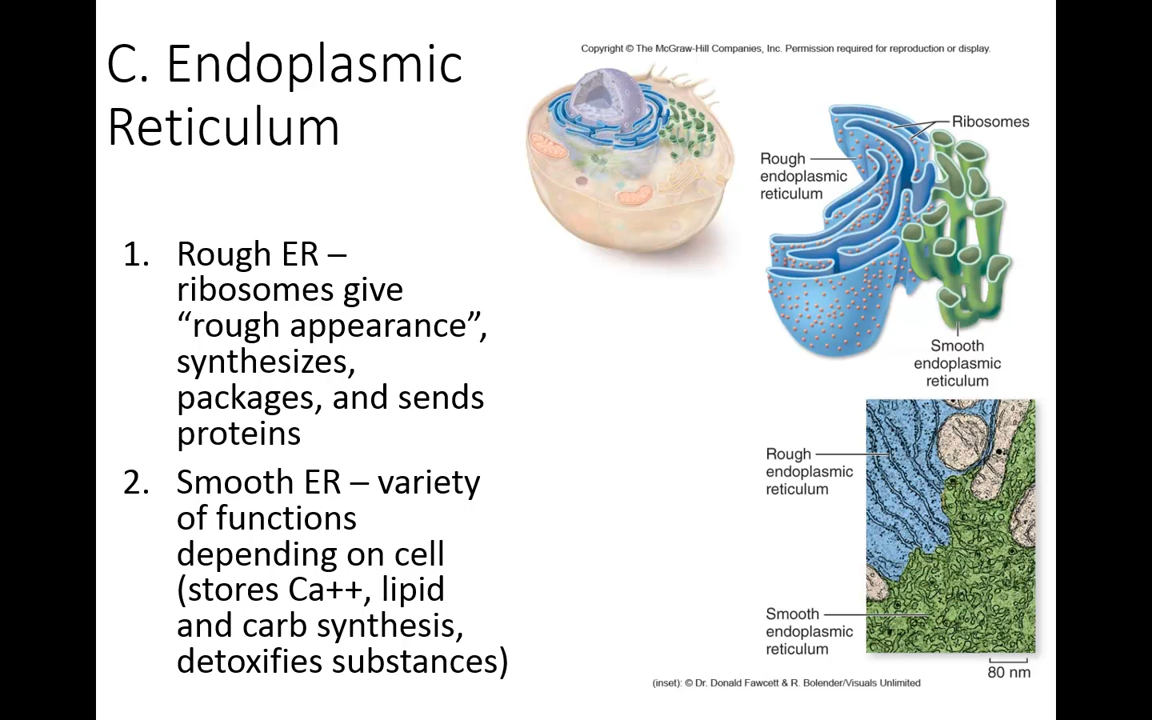 C. Endoplasmic
Reticulum
1. Rough ER –
ribosomes give
“rough appearance”,
synthesizes,
packages, and sends
proteins
2. Smooth ER – variety
of functions
depending on cell
(stores Ca++, lipid
and carb synthesis,
detoxifies substances)
Copyright © The McGraw-Hill Companies, Inc. Permission required for reproduction or display.
Ribosomes
Rough
endoplasmic
reticulum
Smooth
endoplasmic
reticulum
Rough
endoplasmic
reticulum
Smooth
endoplasmic
reticulum
80 nm
(inset): © Dr. Donald Fawcett & R. Bolender/Visuals Unlimited